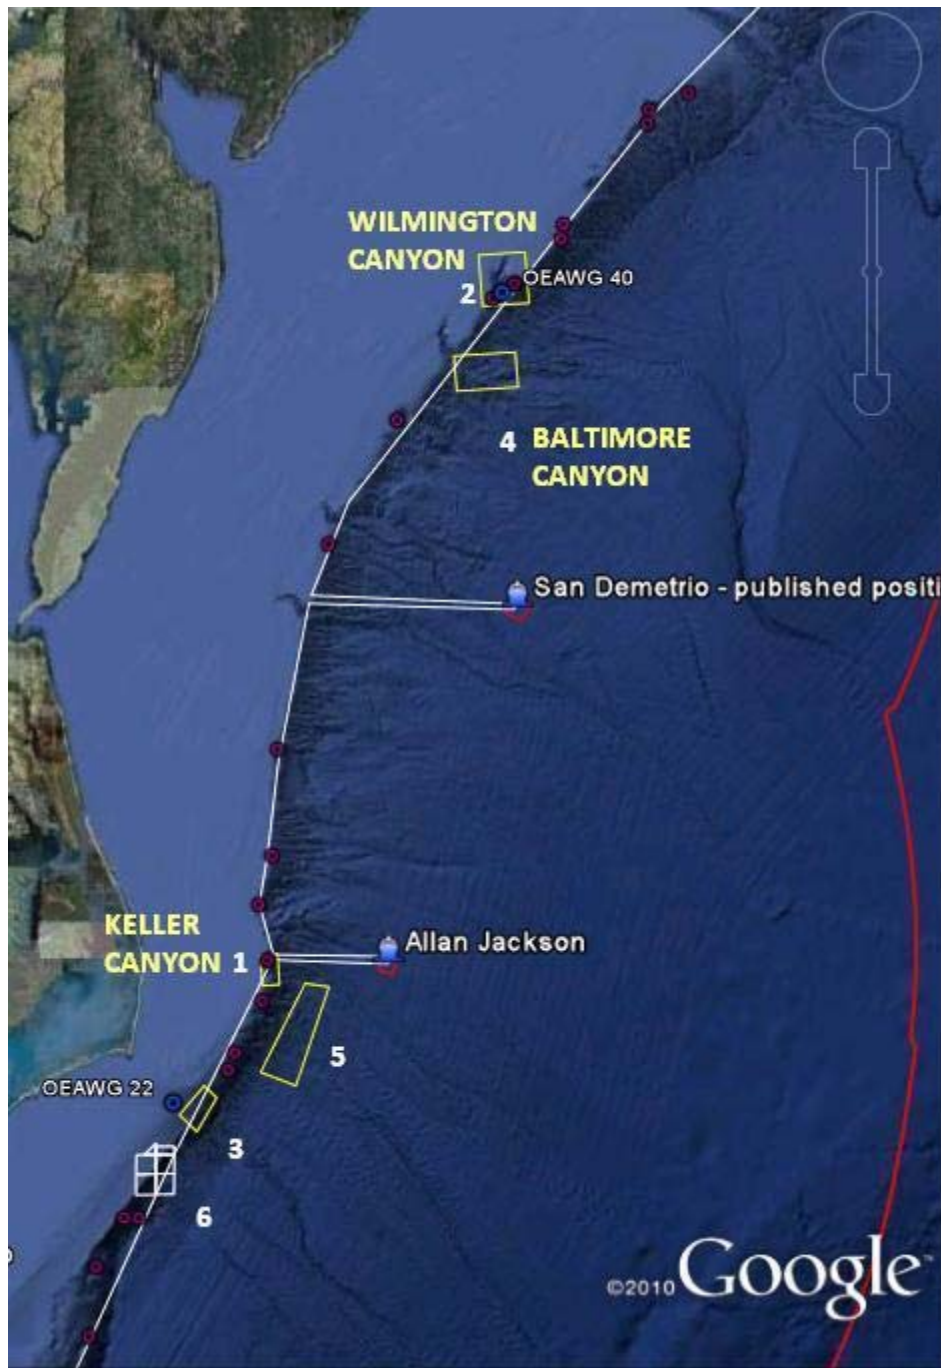 WILMINGTON
CANYON
2
OEAWG 40
4 BALTIMORE
CANYON
San Demetrio - published positi
KELLER
CANYON 1
Allan Jackson
5
OEAWG 22
3
6
©2010 Google